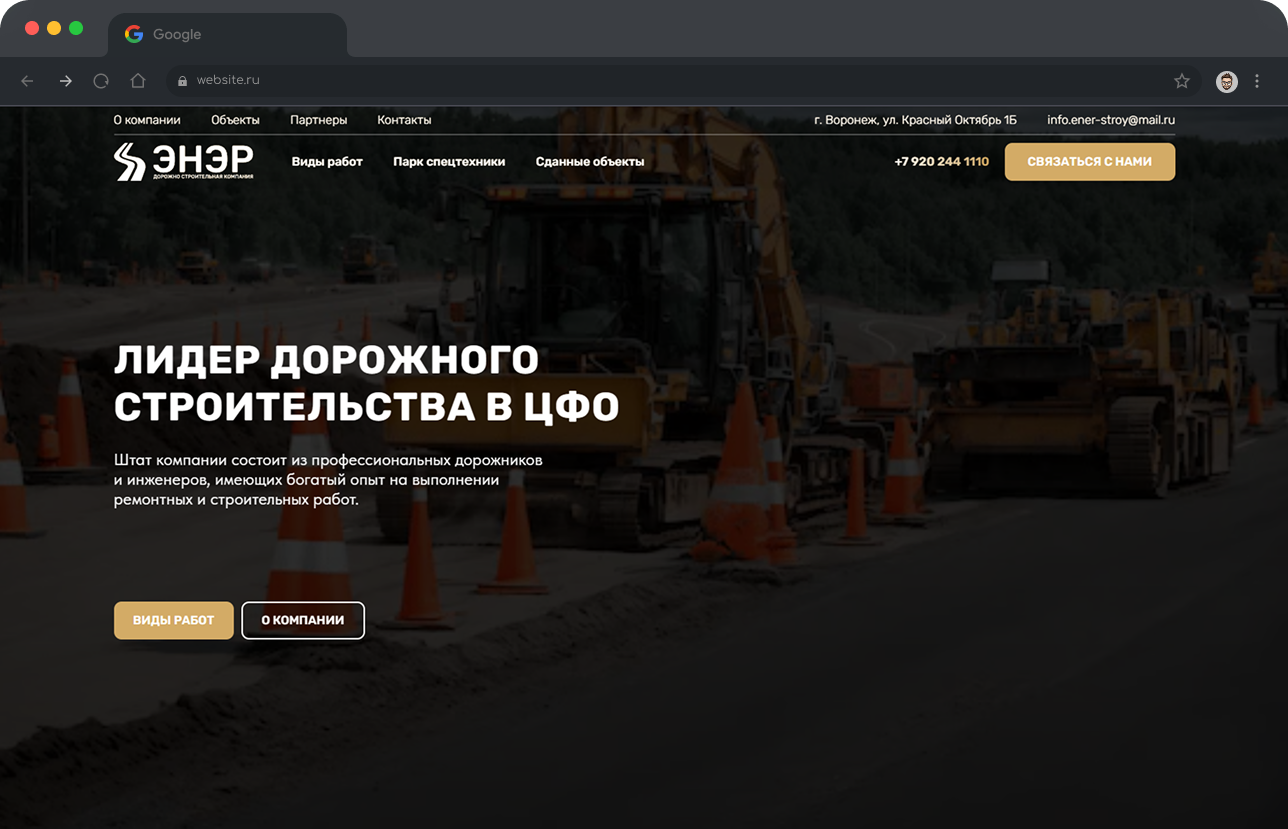 Google
website.ru
О компании Объекты Партнеры Контакты г. Воронеж, ул. Красный Октябрь 1Б info.ener-stroy@mail.ru
ЭНЭР
ДОРОЖНО СТРОИТЕЛЬНАЯ КОМПАНИЯ
Виды работ Парк спецтехники Сданные объекты +7 920 244 1110 СВЯЗАТЬСЯ С НАМИ
ЛИДЕР ДОРОЖНОГО
СТРОИТЕЛЬСТВА В ЦФО
Штат компании состоит из профессиональных дорожников
и инженеров, имеющих богатый опыт на выполнении
ремонтных и строительных работ.
ВИДЫ РАБОТ О КОМПАНИИ